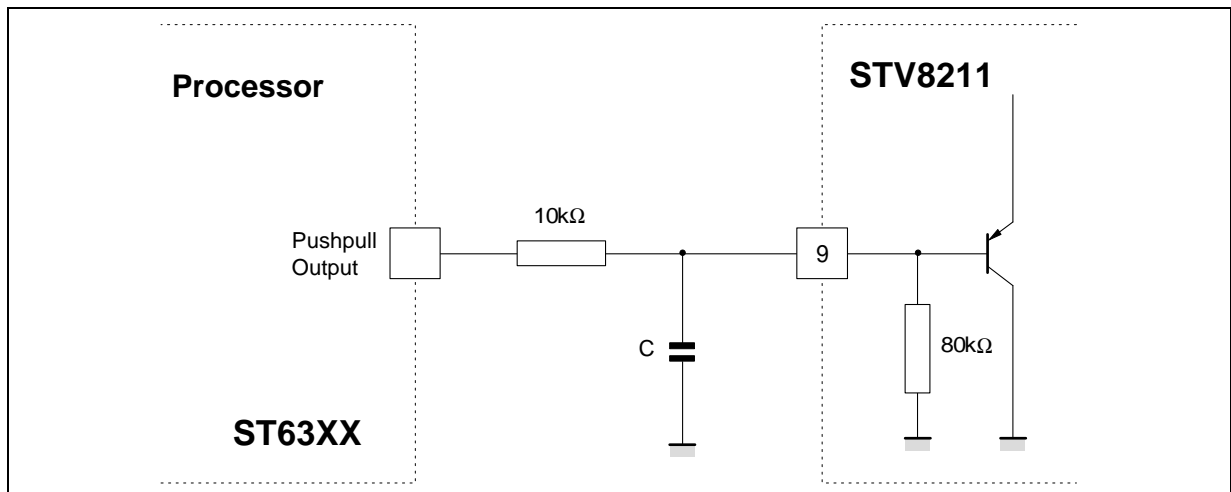 Processor
STV8211
10kΩ
Pushpull
Output
9
C
80kΩ
ST63XX